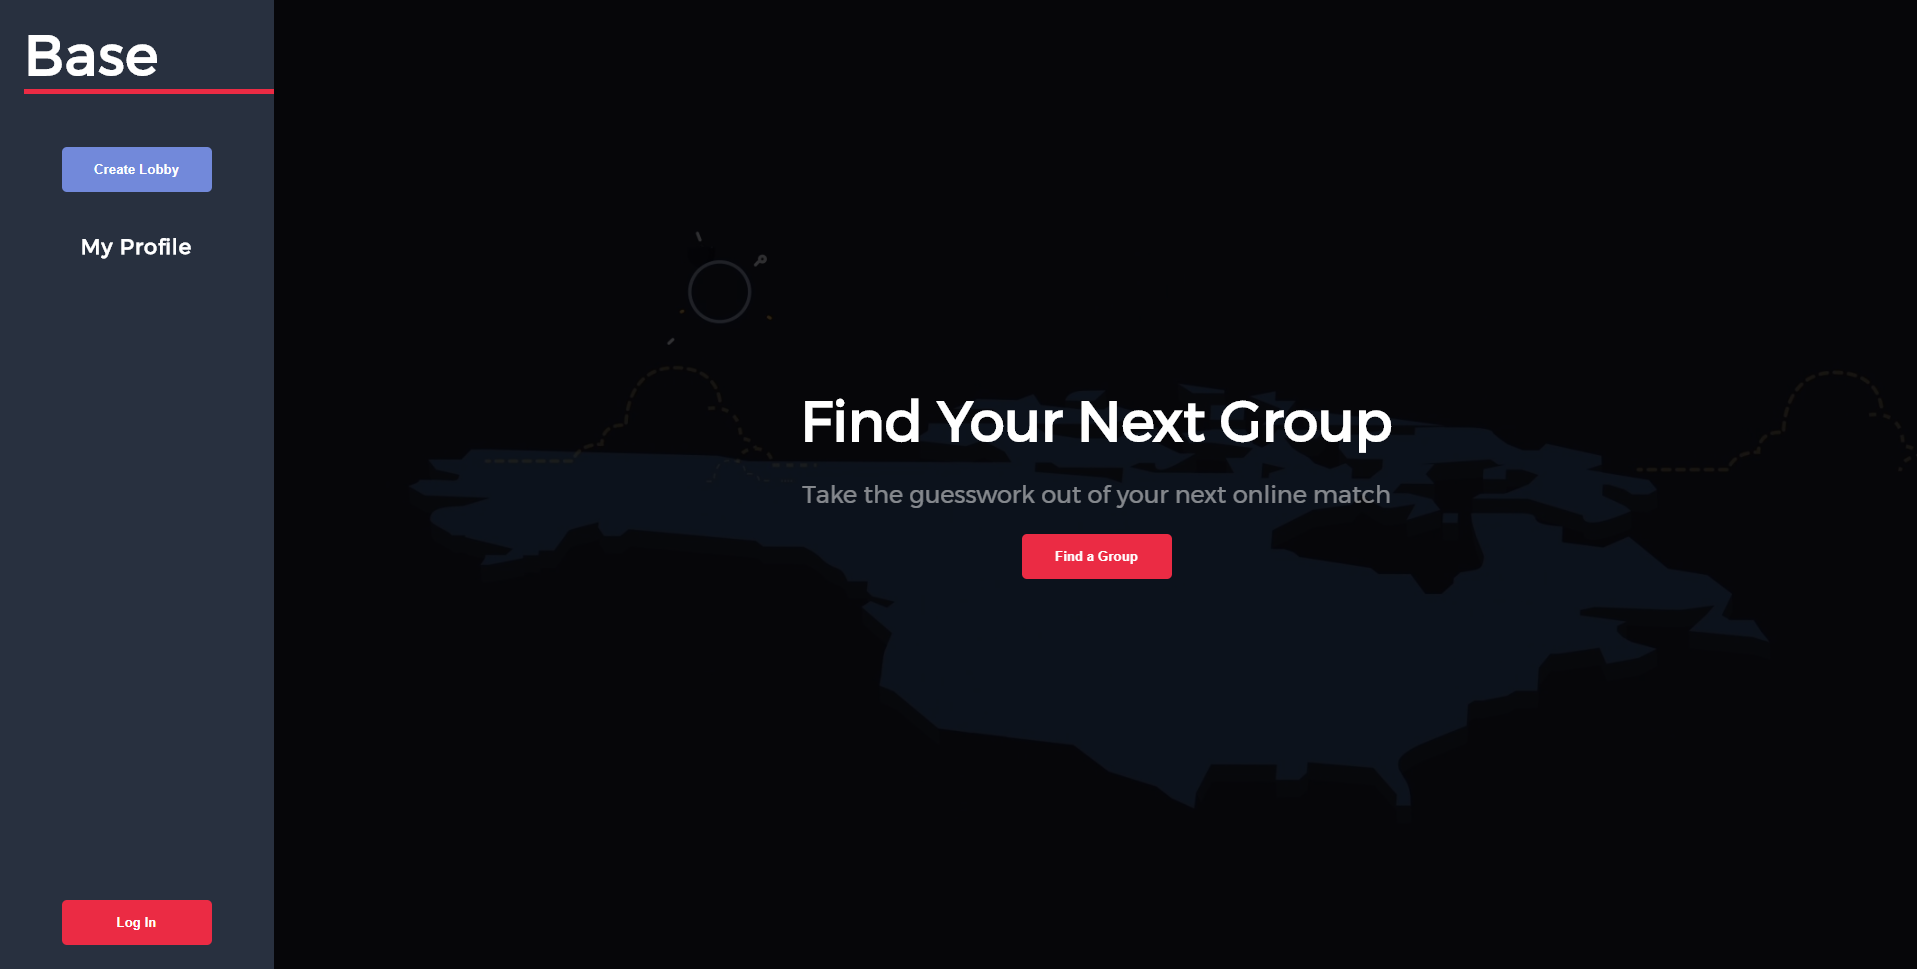 Base
Create Lobby
My Profile
Log In
Find Your Next Group
Take the guesswork out of your next online match
Find a Group